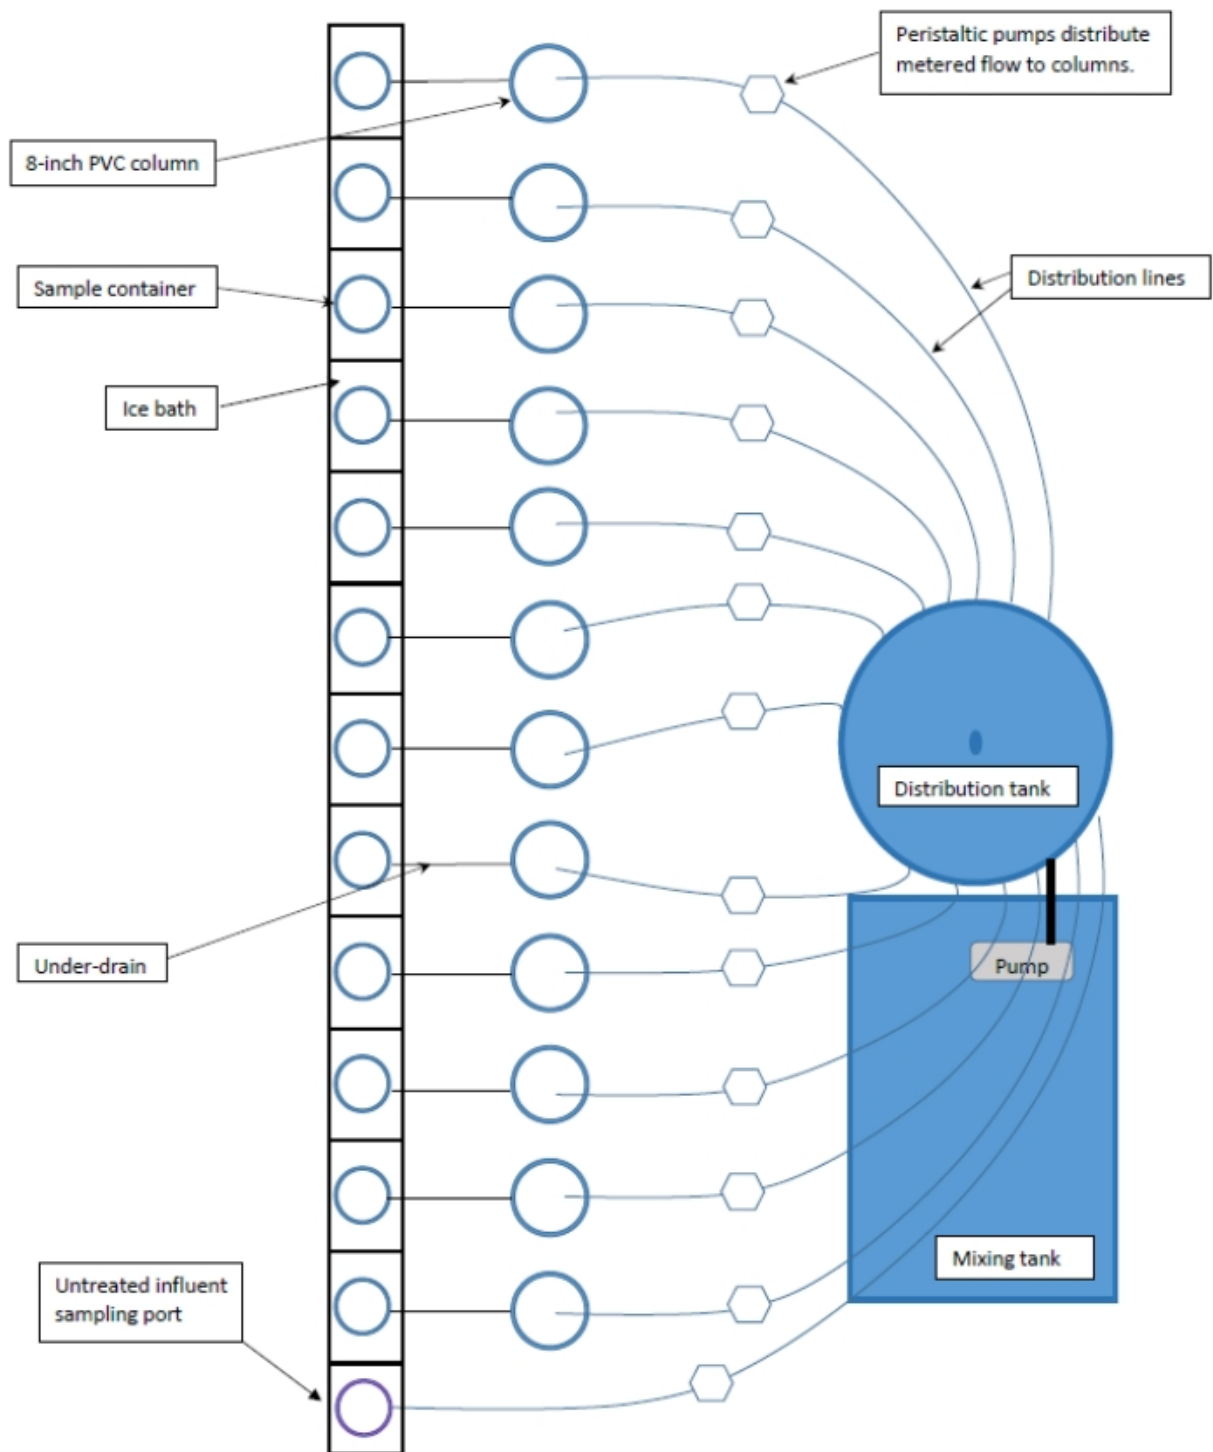 Peristaltic pumps distribute
metered flow to columns.
8-inch PVC column
Sample container
Distribution lines
Ice bath
Distribution tank
Under-drain
Pump
Mixing tank
Untreated influent
sampling port